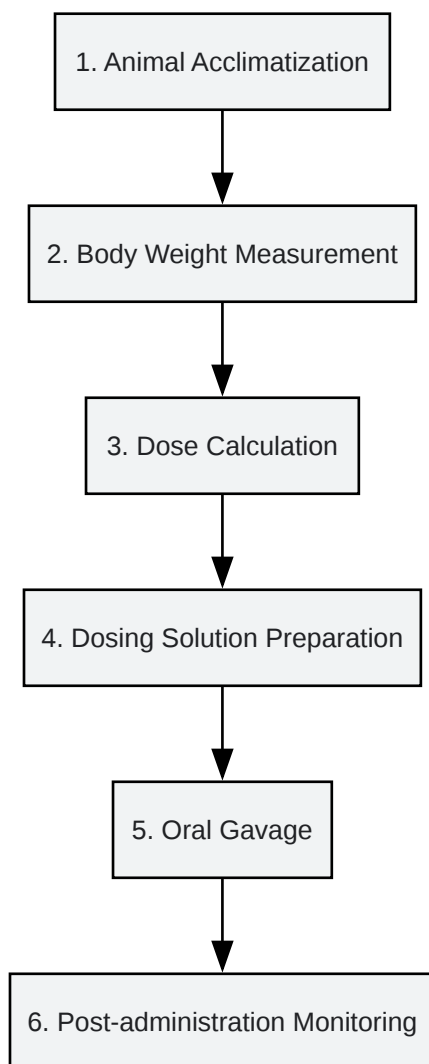 1. Animal Acclimatization
2. Body Weight Measurement
3. Dose Calculation
4. Dosing Solution Preparation
5. Oral Gavage
6. Post-administration Monitoring